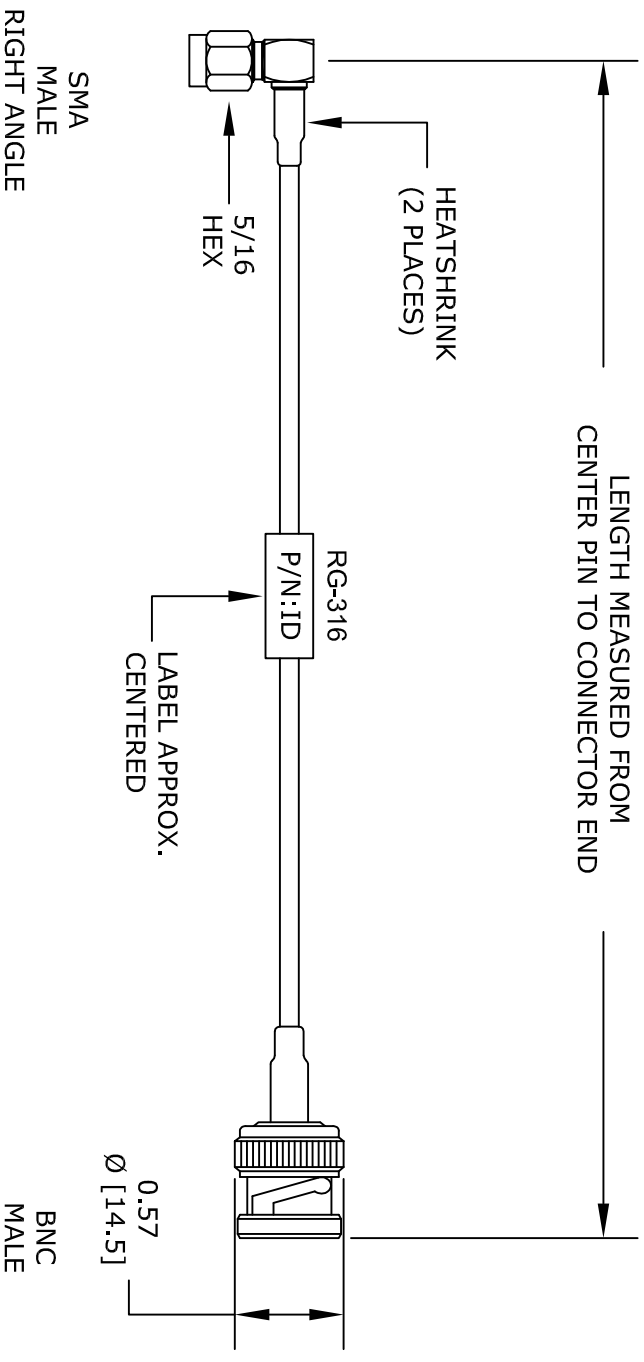 LENGTH MEASURED FROM
CENTER PIN TO CONNECTOR END
HEATSHRINK
(2 PLACES)
RG-316
P/N:ID
5/16
HEX
LABEL APPROX.
CENTERED
0.57
Ø [14.5]
SMA
MALE
RIGHT ANGLE
BNC
MALE